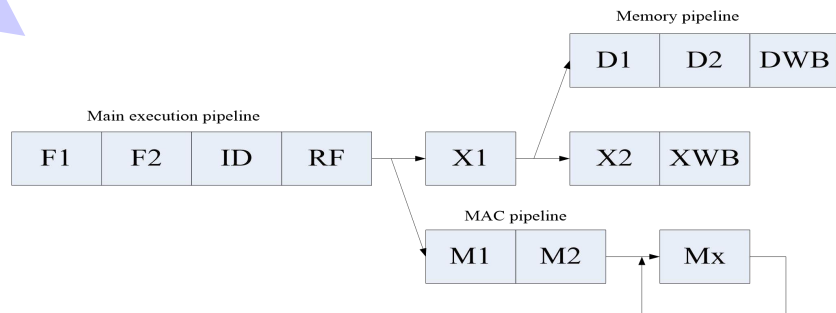 Memory pipeline
D1 D2 DWB
Main execution pipeline
F1 F2 ID RF X1 X2 XWB
MAC pipeline
M1 M2 Mx